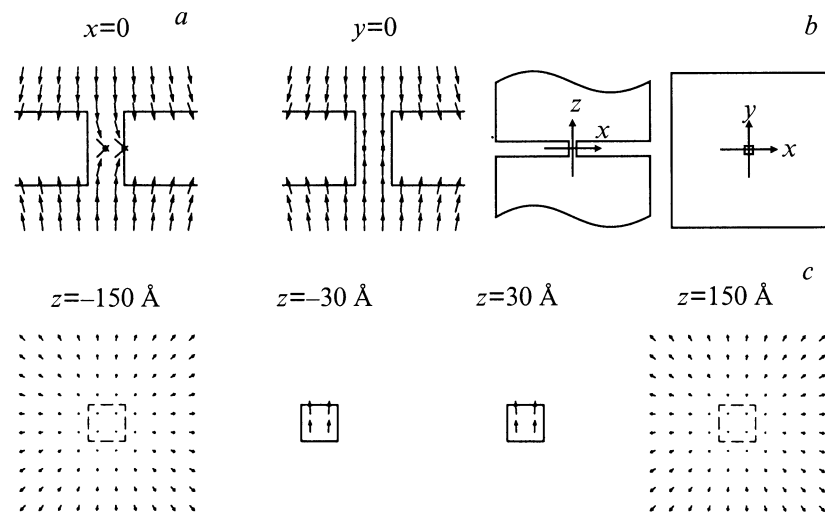 a
x=0
y=0
b
z
x
y
x
c
z=–150 Å
z=–30 Å
z=30 Å
z=150 Å